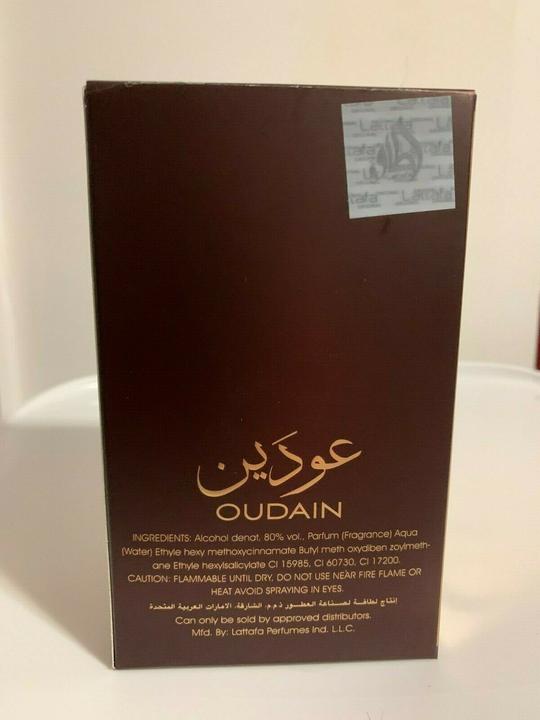 Lattafa
عودَين
OUDAIN
INGREDIENTS: Alcohol denat, 80% vol., Parfum (Fragrance) Aqua
(Water) Ethyle hexy methoxycinnamate Butyl meth oxydiben zoylmeth-
ane Ethyle hexylsalicylate CI 15985, CI 60730, CI 17200.
CAUTION: FLAMMABLE UNTIL DRY, DO NOT USE NEAR FIRE FLAME OR
HEAT AVOID SPRAYING IN EYES.
إنتاج لطافة لصناعة العطور ذ.م.م. الشارقة، الامارات العربية المتحدة
Can only be sold by approved distributors.
Mfd. By: Lattafa Perfumes Ind. L.L.C.